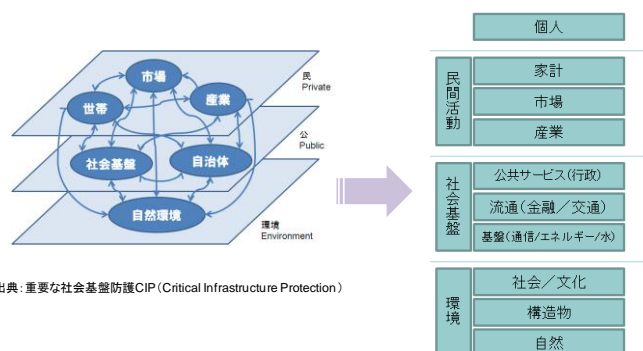 市場
世帯
産業
社会基盤
自治体
自然環境
民
Private
公
Public
環境
Environment
出典：重要な社会基盤防護CIP（Critical Infrastructure Protection）
個人
民間活動
家計
市場
産業
社会基盤
公共サービス(行政)
流通(金融／交通)
基盤(通信/エネルギー/水)
環境
社会／文化
構造物
自然